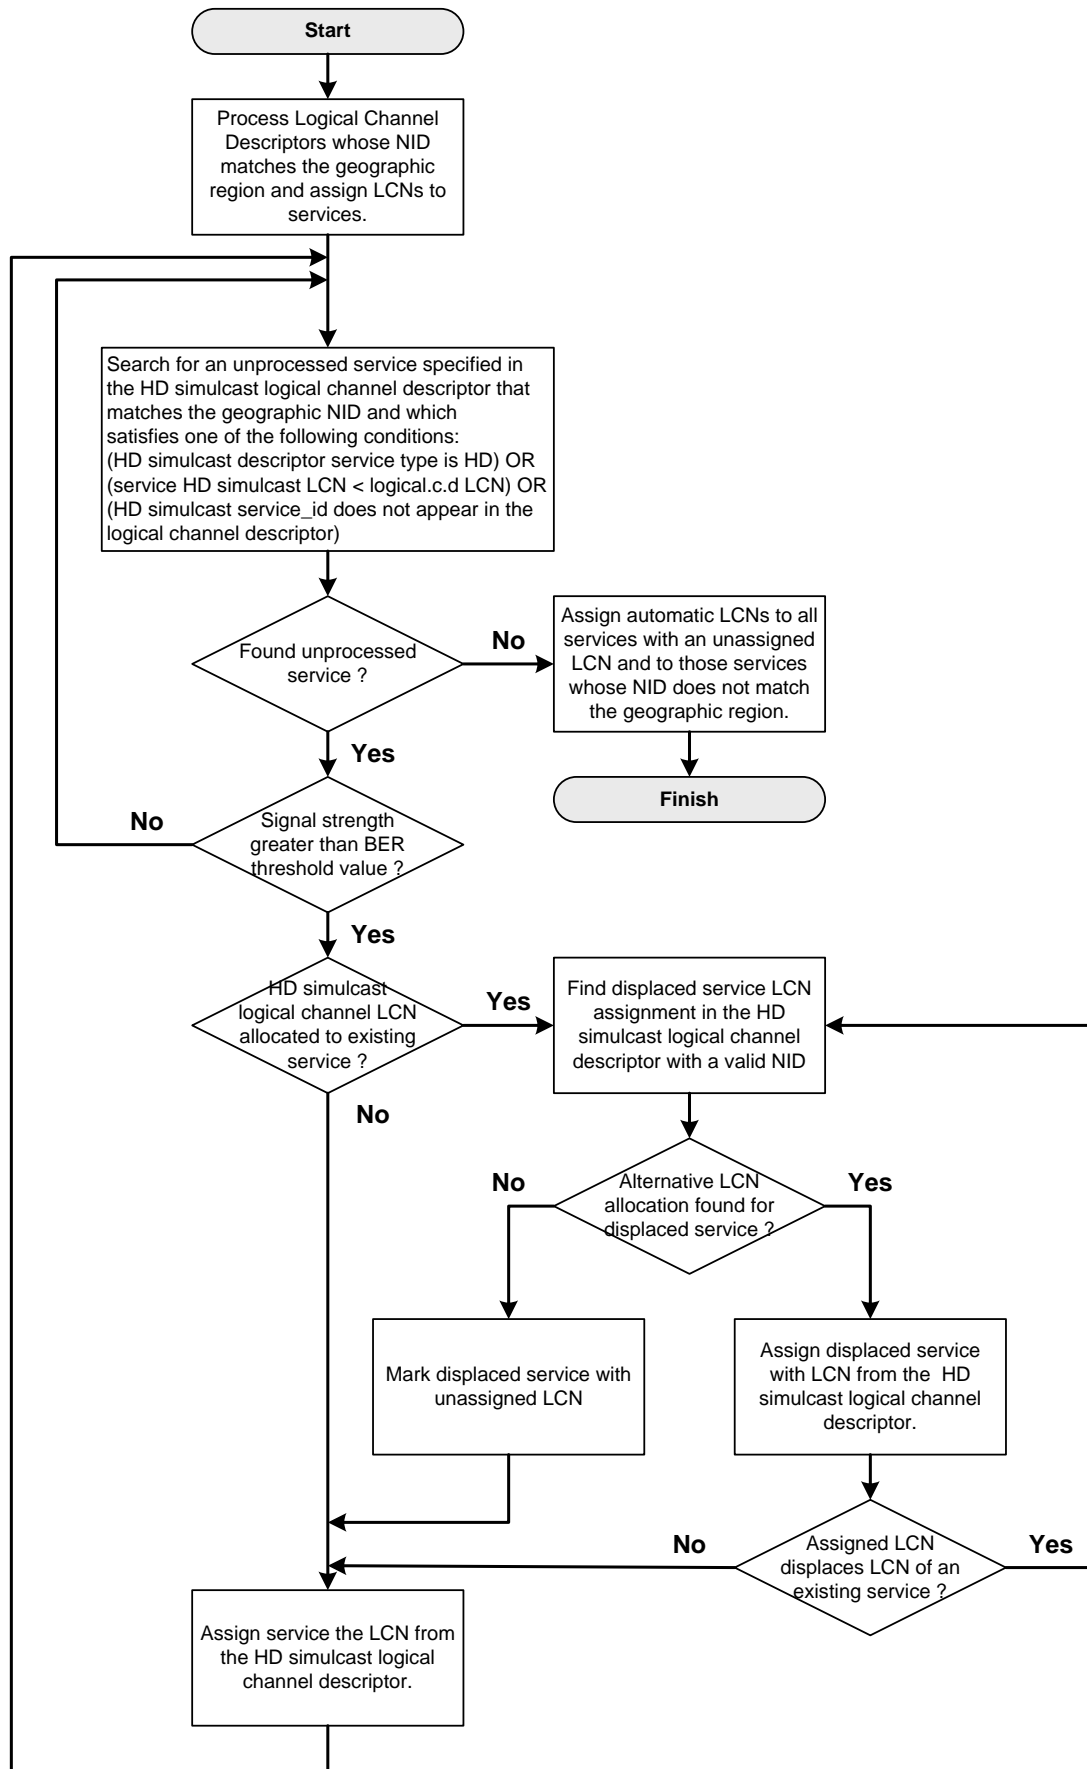 Start
Process Logical Channel
Descriptors whose NID
matches the geographic
region and assign LCNs to
services.
Search for an unprocessed service specified in
the HD simulcast logical channel descriptor that
matches the geographic NID and which
satisfies one of the following conditions:
(HD simulcast descriptor service type is HD) OR
(service HD simulcast LCN < logical.c.d LCN) OR
(HD simulcast service_id does not appear in the
logical channel descriptor)
Found unprocessed
service ?
No
Assign automatic LCNs to all
services with an unassigned
LCN and to those services
whose NID does not match
the geographic region.
Yes
Finish
No
Signal strength
greater than BER
threshold value ?
Yes
HD simulcast
logical channel LCN
allocated to existing
service ?
Yes
Find displaced service LCN
assignment in the HD
simulcast logical channel
descriptor with a valid NID
No
No
Alternative LCN
allocation found for
displaced service ?
Yes
Mark displaced service with
unassigned LCN
Assign displaced service
with LCN from the  HD
simulcast logical channel
descriptor.
No
Assigned LCN
displaces LCN of an
existing service ?
Yes
Assign service the LCN from
the HD simulcast logical
channel descriptor.